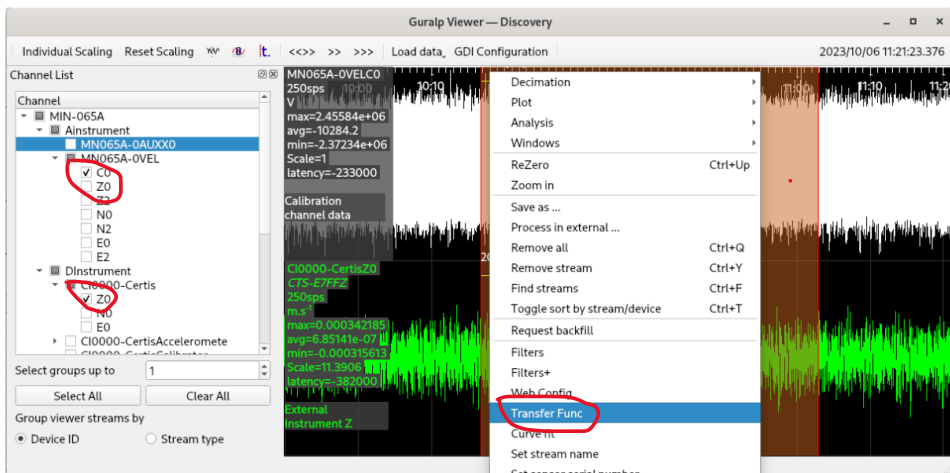 Guralp Viewer — Discovery
Individual Scaling Reset Scaling t. <<>> >> >>> Load data_ GDI Configuration 2023/10/06 11:21:23.376
Channel List
Channel
MIN-065A
Ainstrument
MN065A-0AUXX0
MN065A-0VEL
C0
Z0
Z2
N0
N2
E0
E2
DInstrument
CI0000-Certis
Z0
N0
E0
CI0000-CertisAcceleromete
Select groups up to 1
Select All Clear All
Group viewer streams by
Device ID Stream type
MN065A-0VELC0
250sps
V
max=2.45584e+06
avg=-10284.2
min=-2.37234e+06
Scale=1
latency=-233000
Calibration
channel data
10:00 10:10 11:00 11:10 11:20
CI0000-CertisZ0
CTS-E7FFZ
250sps
m.s⁻¹
max=0.000342185
avg=6.85141e-07
min=-0.000315613
Scale=11.3906
latency=-382000
External
Instrument Z
Decimation
Plot
Analysis
Windows
ReZero Ctrl+Up
Zoom in
Save as ...
Process in external ...
Remove all Ctrl+Q
Remove stream Ctrl+Y
Find streams Ctrl+F
Toggle sort by stream/device Ctrl+T
Request backfill
Filters
Filters+
Web Config
Transfer Func
Curve fit
Set stream name